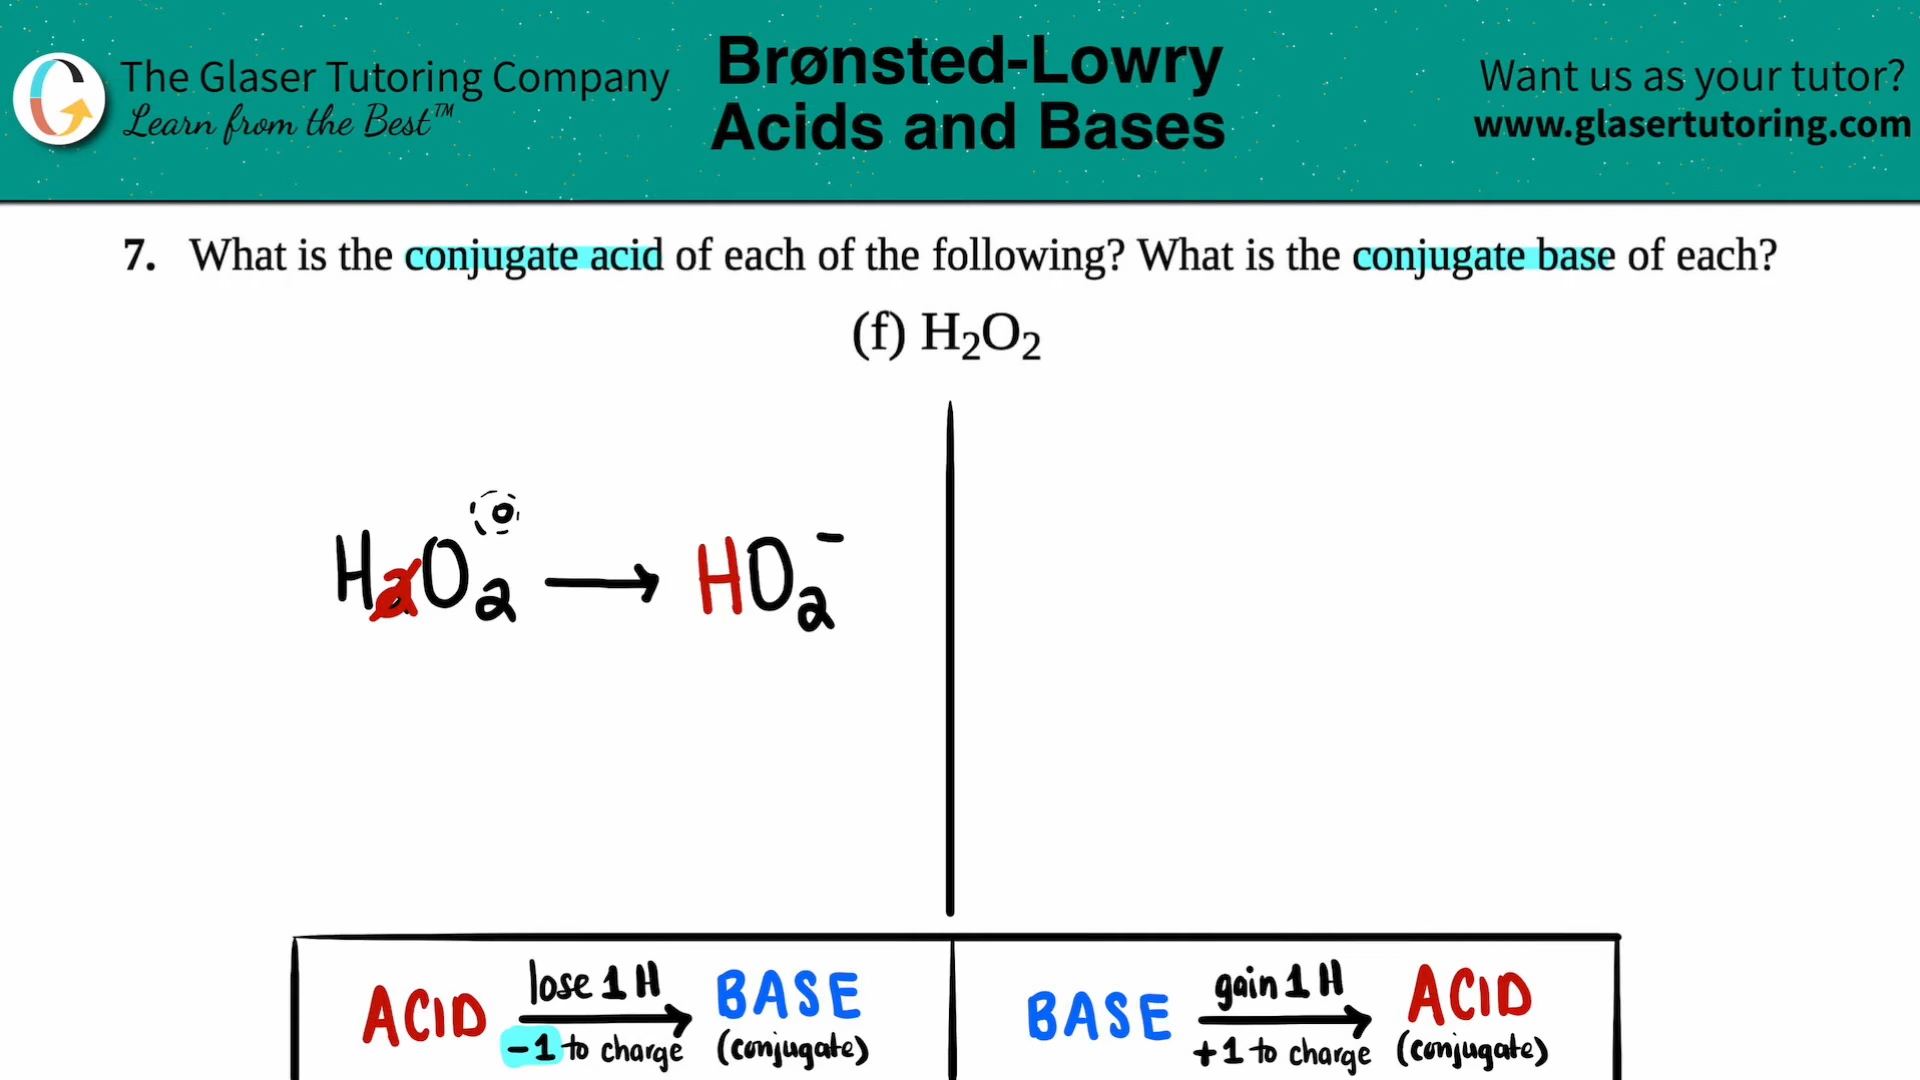 The Glaser Tutoring Company
Learn from the Best™
Brønsted-Lowry
Acids and Bases
Want us as your tutor?
www.glasertutoring.com
7. What is the conjugate acid of each of the following? What is the conjugate base of each?
(f) H₂O₂
H₂O₂⁰ → HO₂⁻
ACID lose 1 H → BASE
-1 to charge (conjugate)
BASE gain 1 H → ACID
+1 to charge (conjugate)